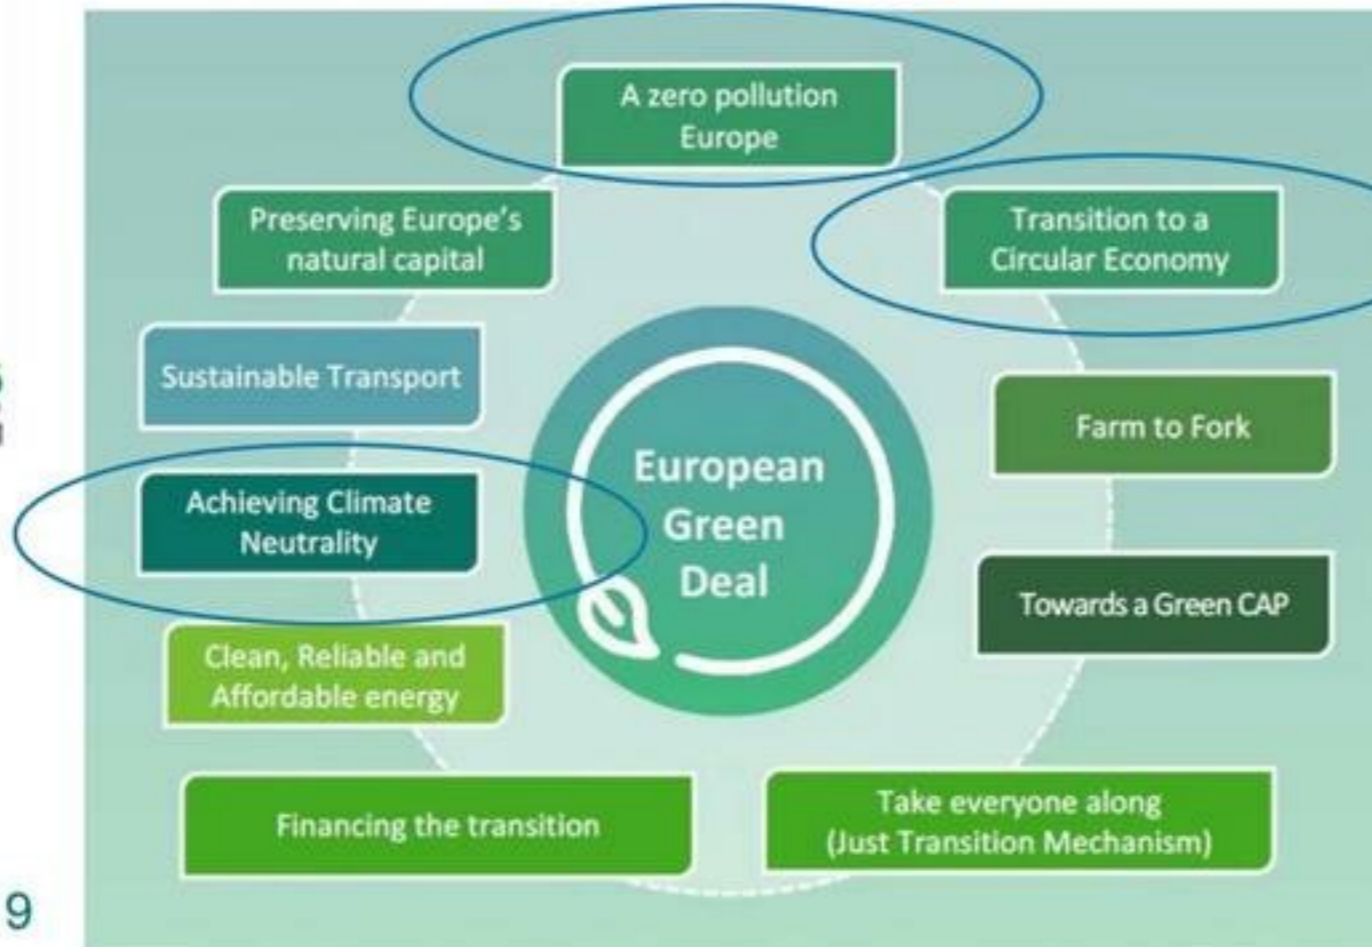 A zero pollution
Europe
Preserving Europe's
natural capital
Transition to a
Circular Economy
Sustainable Transport
Farm to Fork
Achieving Climate
Neutrality
European
Green
Deal
Towards a Green CAP
Clean, Reliable and
Affordable energy
Financing the transition
Take everyone along
(Just Transition Mechanism)
9